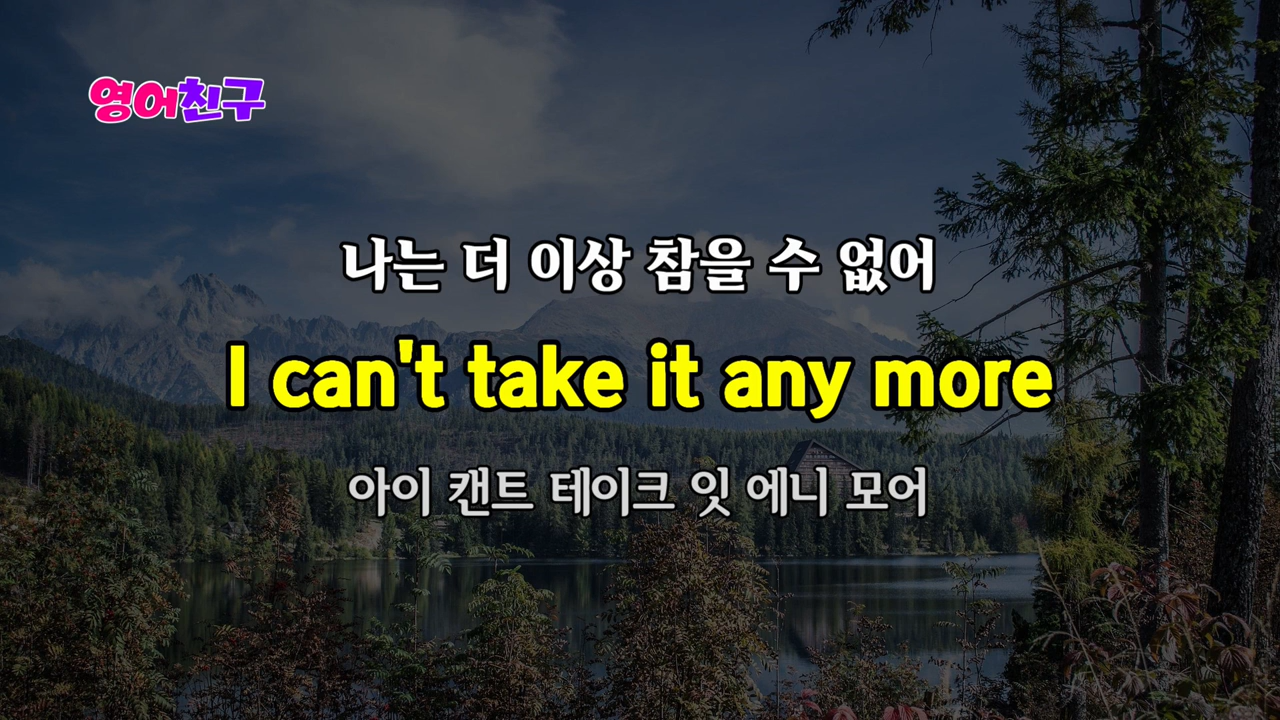 영어친구
나는 더 이상 참을 수 없어
I can't take it any more
아이 캔트 테이크 잇 에니 모어